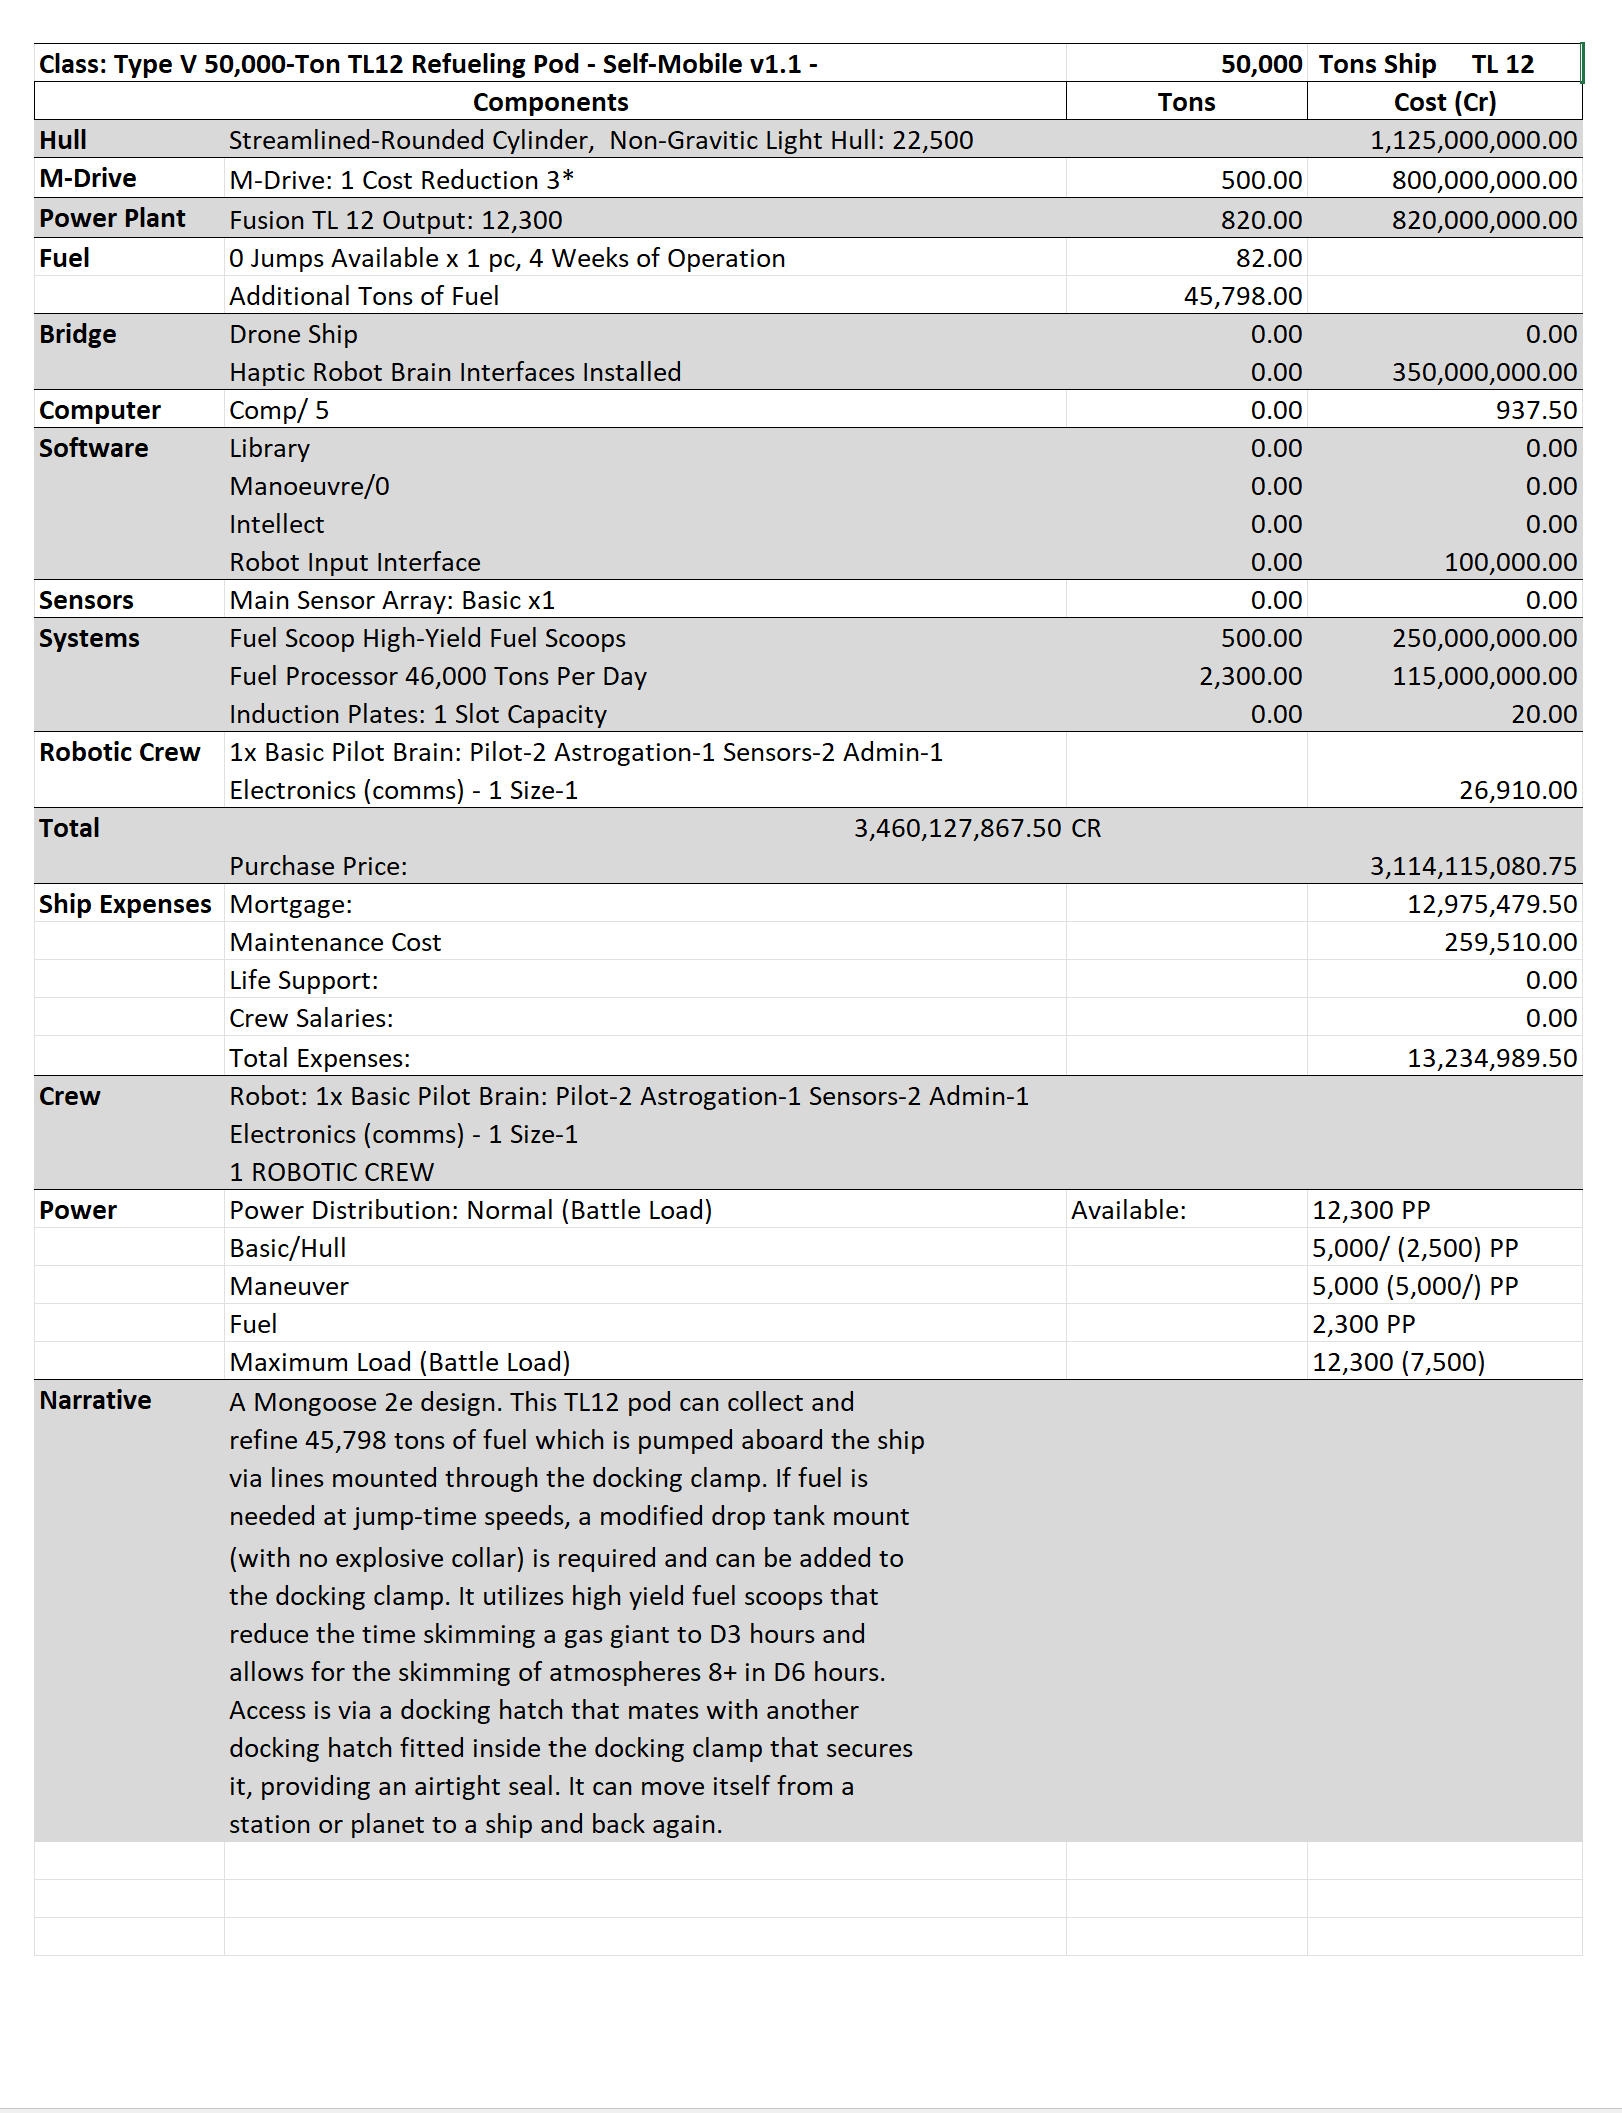 Class: Type V 50,000-Ton TL12 Refueling Pod - Self-Mobile v1.1 - 50,000 Tons Ship TL 12
Components Tons Cost (Cr)
Hull Streamlined-Rounded Cylinder, Non-Gravitic Light Hull: 22,500 1,125,000,000.00
M-Drive M-Drive: 1 Cost Reduction 3* 500.00 800,000,000.00
Power Plant Fusion TL 12 Output: 12,300 820.00 820,000,000.00
Fuel 0 Jumps Available x 1 pc, 4 Weeks of Operation 82.00
Additional Tons of Fuel 45,798.00
Bridge Drone Ship 0.00 0.00
Haptic Robot Brain Interfaces Installed 0.00 350,000,000.00
Computer Comp/ 5 0.00 937.50
Software Library 0.00 0.00
Manoeuvre/0 0.00 0.00
Intellect 0.00 0.00
Robot Input Interface 0.00 100,000.00
Sensors Main Sensor Array: Basic x1 0.00 0.00
Systems Fuel Scoop High-Yield Fuel Scoops 500.00 250,000,000.00
Fuel Processor 46,000 Tons Per Day 2,300.00 115,000,000.00
Induction Plates: 1 Slot Capacity 0.00 20.00
Robotic Crew 1x Basic Pilot Brain: Pilot-2 Astrogation-1 Sensors-2 Admin-1
Electronics (comms) - 1 Size-1 26,910.00
Total 3,460,127,867.50 CR
Purchase Price: 3,114,115,080.75
Ship Expenses Mortgage: 12,975,479.50
Maintenance Cost 259,510.00
Life Support: 0.00
Crew Salaries: 0.00
Total Expenses: 13,234,989.50
Crew Robot: 1x Basic Pilot Brain: Pilot-2 Astrogation-1 Sensors-2 Admin-1
Electronics (comms) - 1 Size-1
1 ROBOTIC CREW
Power Power Distribution: Normal (Battle Load) Available: 12,300 PP
Basic/Hull 5,000/ (2,500) PP
Maneuver 5,000 (5,000/) PP
Fuel 2,300 PP
Maximum Load (Battle Load) 12,300 (7,500)
Narrative A Mongoose 2e design. This TL12 pod can collect and
refine 45,798 tons of fuel which is pumped aboard the ship
via lines mounted through the docking clamp. If fuel is
needed at jump-time speeds, a modified drop tank mount
(with no explosive collar) is required and can be added to
the docking clamp. It utilizes high yield fuel scoops that
reduce the time skimming a gas giant to D3 hours and
allows for the skimming of atmospheres 8+ in D6 hours.
Access is via a docking hatch that mates with another
docking hatch fitted inside the docking clamp that secures
it, providing an airtight seal. It can move itself from a
station or planet to a ship and back again.